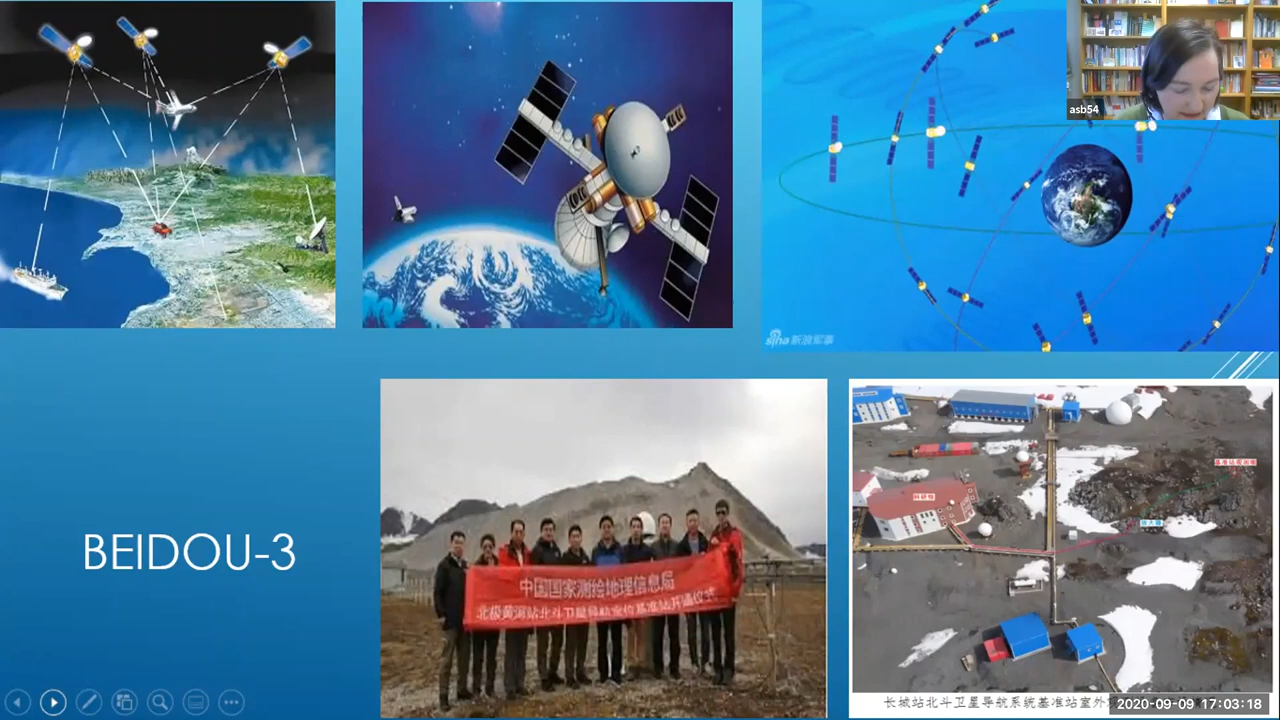 asb54
sina 新浪军事
BEIDOU-3
中国国家测绘地理信息局
北极黄河站北斗卫星导航定位基准站开通仪式
科研楼
长城站北斗卫星导航系统基准站室外
2020-09-09 17:03:18